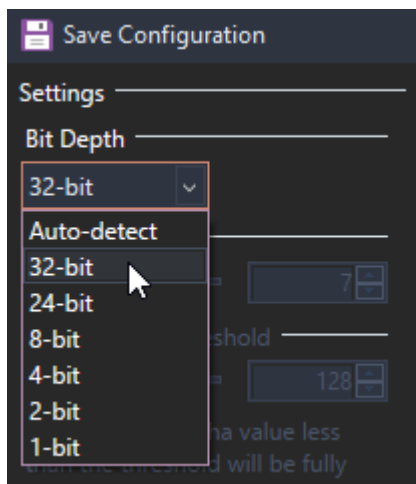 Save Configuration
Settings
Bit Depth
32-bit
Auto-detect
32-bit
24-bit
7
8-bit
shold
4-bit
128
2-bit
1-bit
na value less
than the threshold will be fully